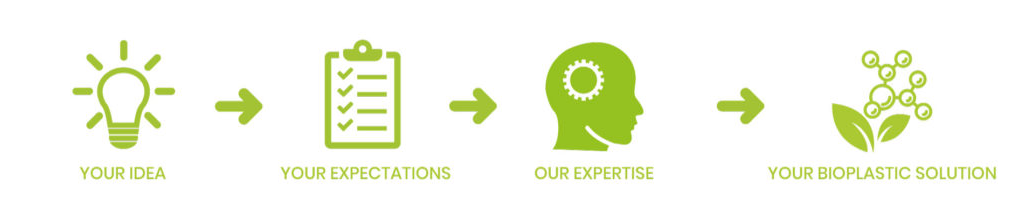 YOUR IDEA
YOUR EXPECTATIONS
OUR EXPERTISE
YOUR BIOPLASTIC SOLUTION